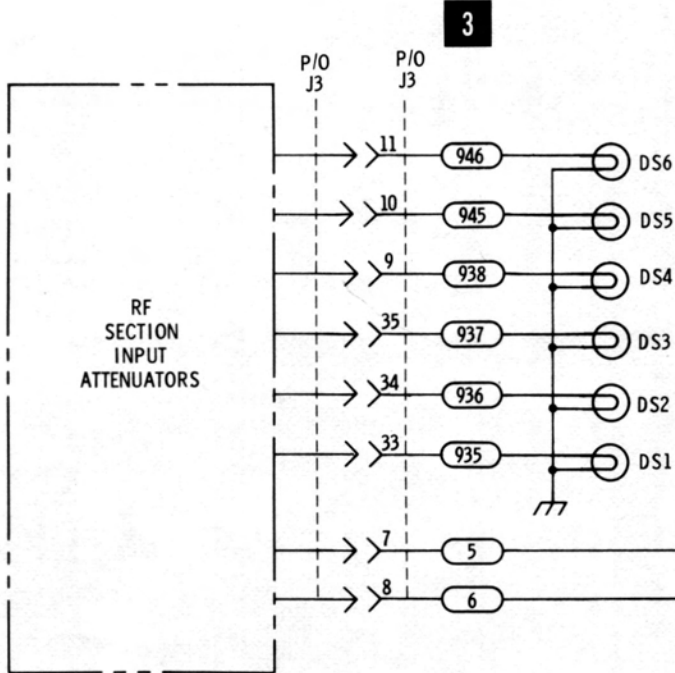 3
P/O
J3
P/O
J3
11
946
DS6
10
945
DS5
9
938
DS4
35
937
DS3
34
936
DS2
33
935
DS1
7
5
8
6
RF
SECTION
INPUT
ATTENUATORS